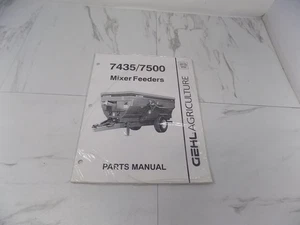 7435/7500
Mixer Feeders
GEHL AGRICULTURE
PARTS MANUAL